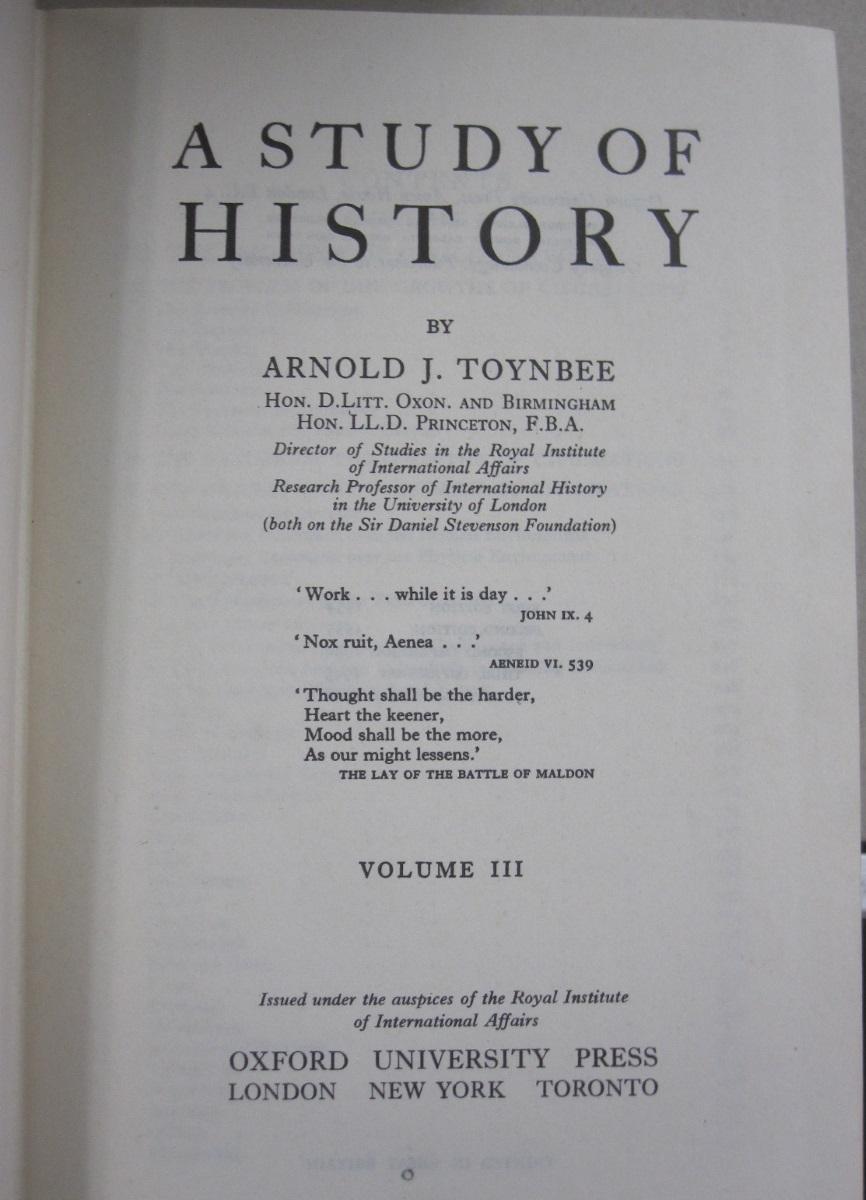 A STUDY OF
HISTORY
BY
ARNOLD J. TOYNBEE
HON. D.LITT. OXON. AND BIRMINGHAM
HON. LL.D. PRINCETON, F.B.A.
Director of Studies in the Royal Institute
of International Affairs
Research Professor of International History
in the University of London
(both on the Sir Daniel Stevenson Foundation)
‘Work . . . while it is day . . .’
JOHN IX. 4
‘Nox ruit, Aenea . . .’
AENEID VI. 539
‘Thought shall be the harder,
Heart the keener,
Mood shall be the more,
As our might lessens.’
THE LAY OF THE BATTLE OF MALDON
VOLUME III
Issued under the auspices of the Royal Institute
of International Affairs
OXFORD UNIVERSITY PRESS
LONDON NEW YORK TORONTO